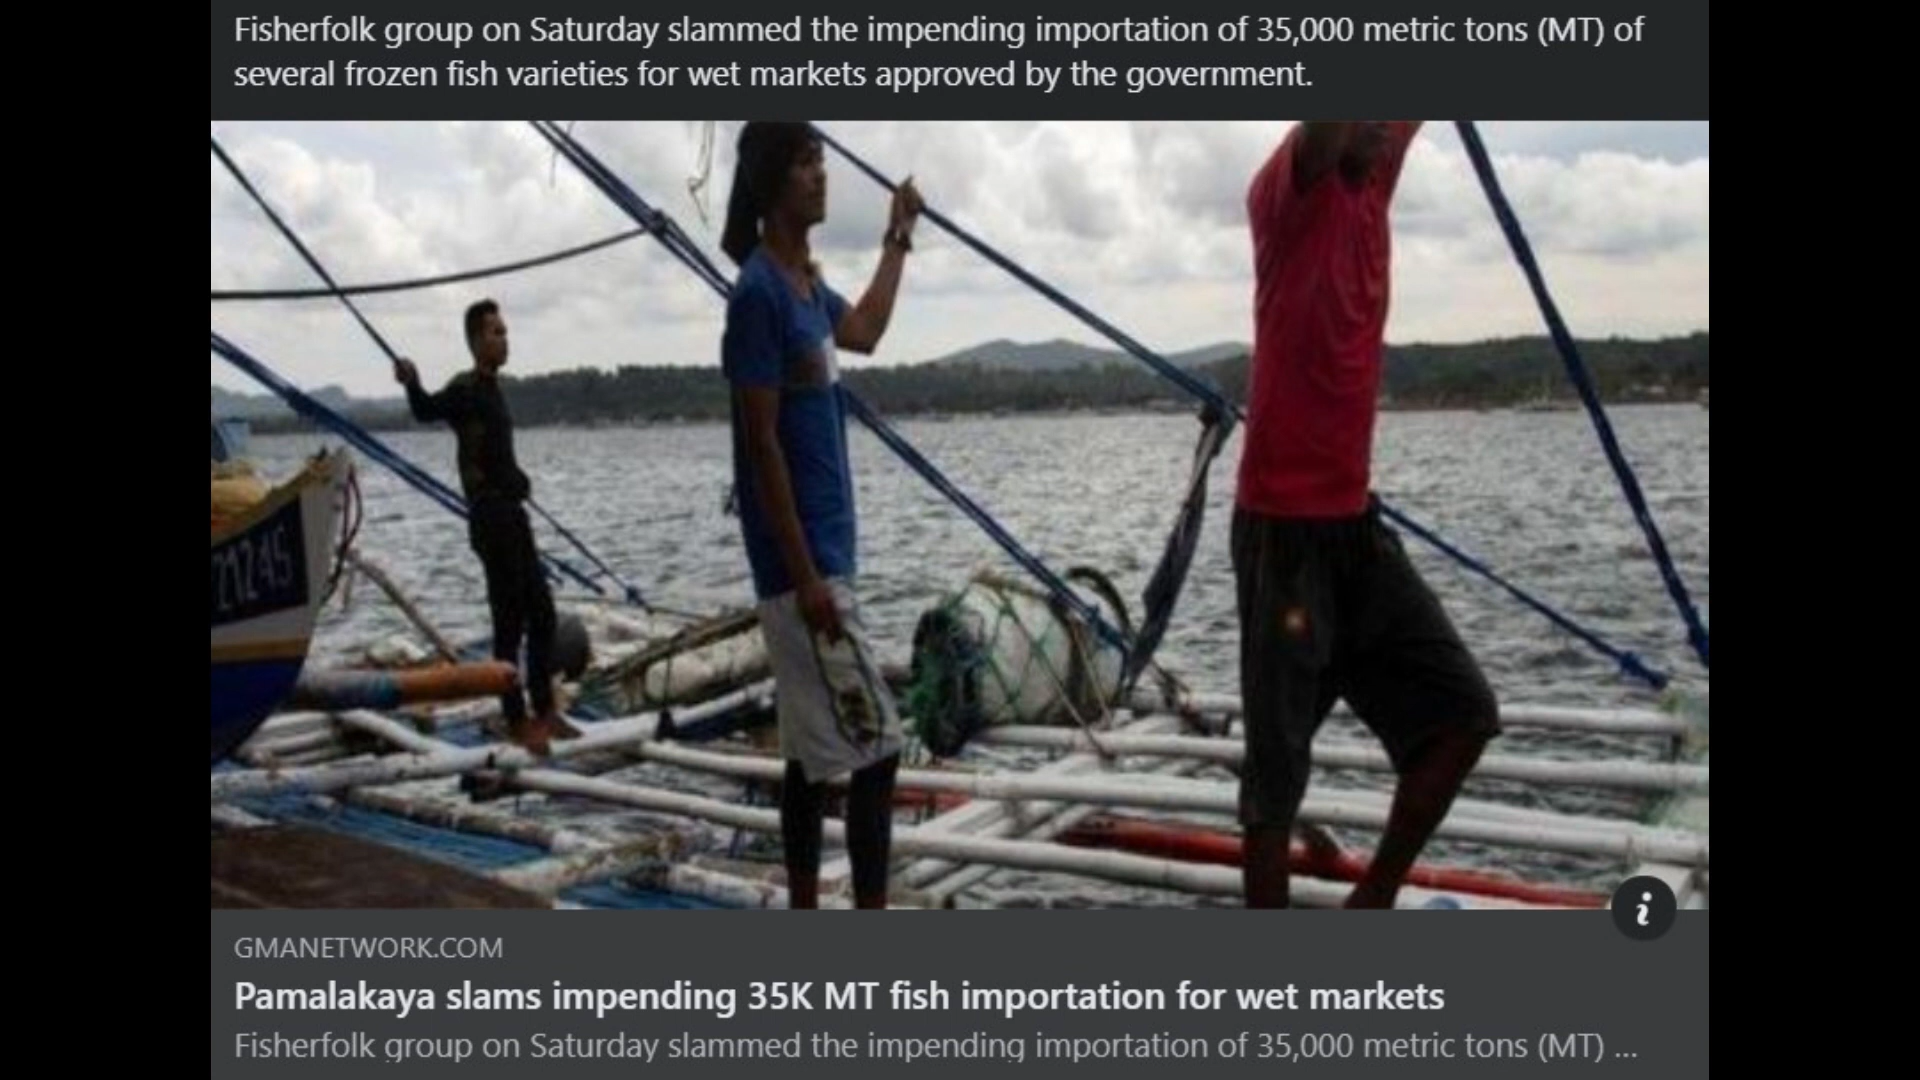 Fisherfolk group on Saturday slammed the impending importation of 35,000 metric tons (MT) of
several frozen fish varieties for wet markets approved by the government.
21245
i
GMANETWORK.COM
Pamalakaya slams impending 35K MT fish importation for wet markets
Fisherfolk group on Saturday slammed the impending importation of 35,000 metric tons (MT) ...